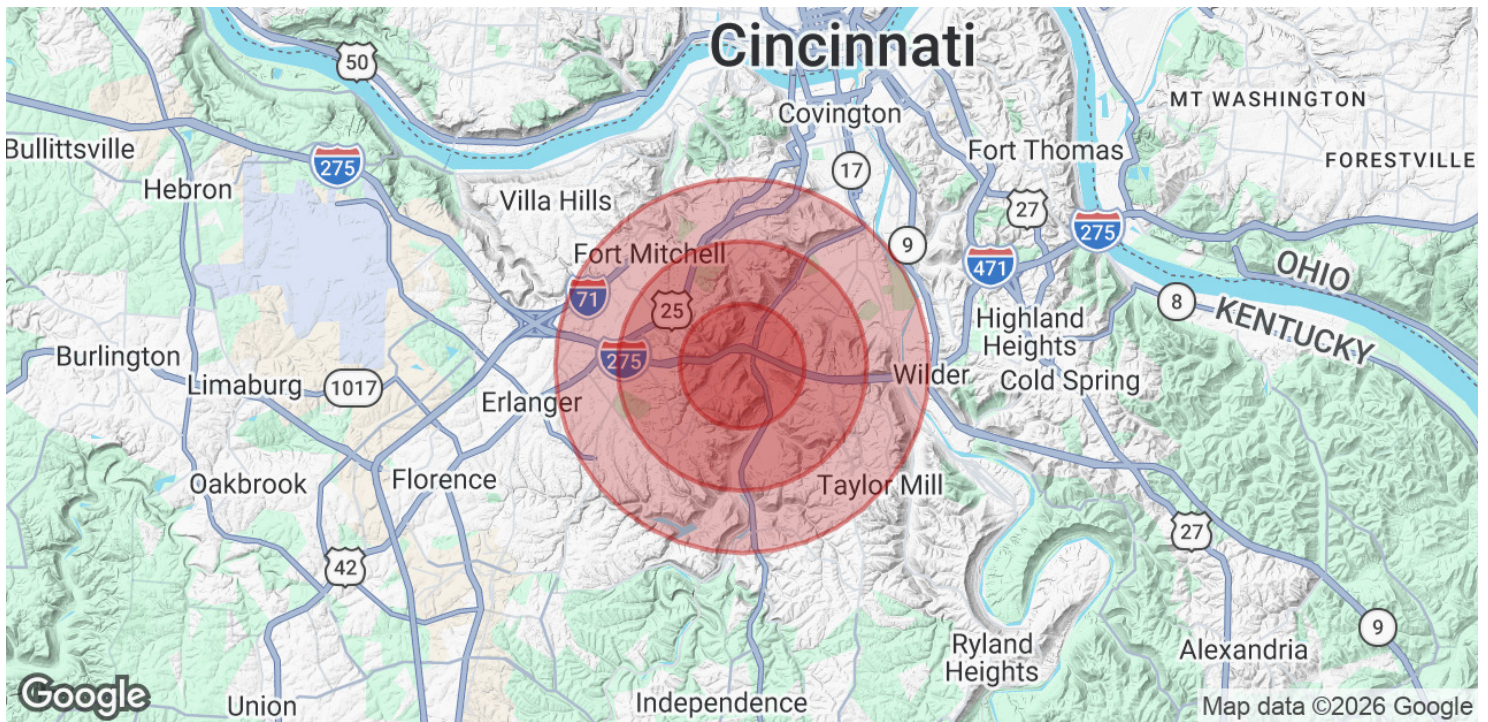 Cincinnati
50
Covington
MT WASHINGTON
Bullittsville
275
Fort Thomas
FORESTVILLE
17
Hebron
Villa Hills
27
275
9
Fort Mitchell
471
OHIO
71
8
25
KENTUCKY
Highland
Heights
Burlington
275
Wilder
Limaburg
1017
Cold Spring
Erlanger
Oakbrook
Florence
Taylor Mill
27
42
9
Ryland
Heights
Alexandria
Google
Union
Independence
Map data ©2026 Google